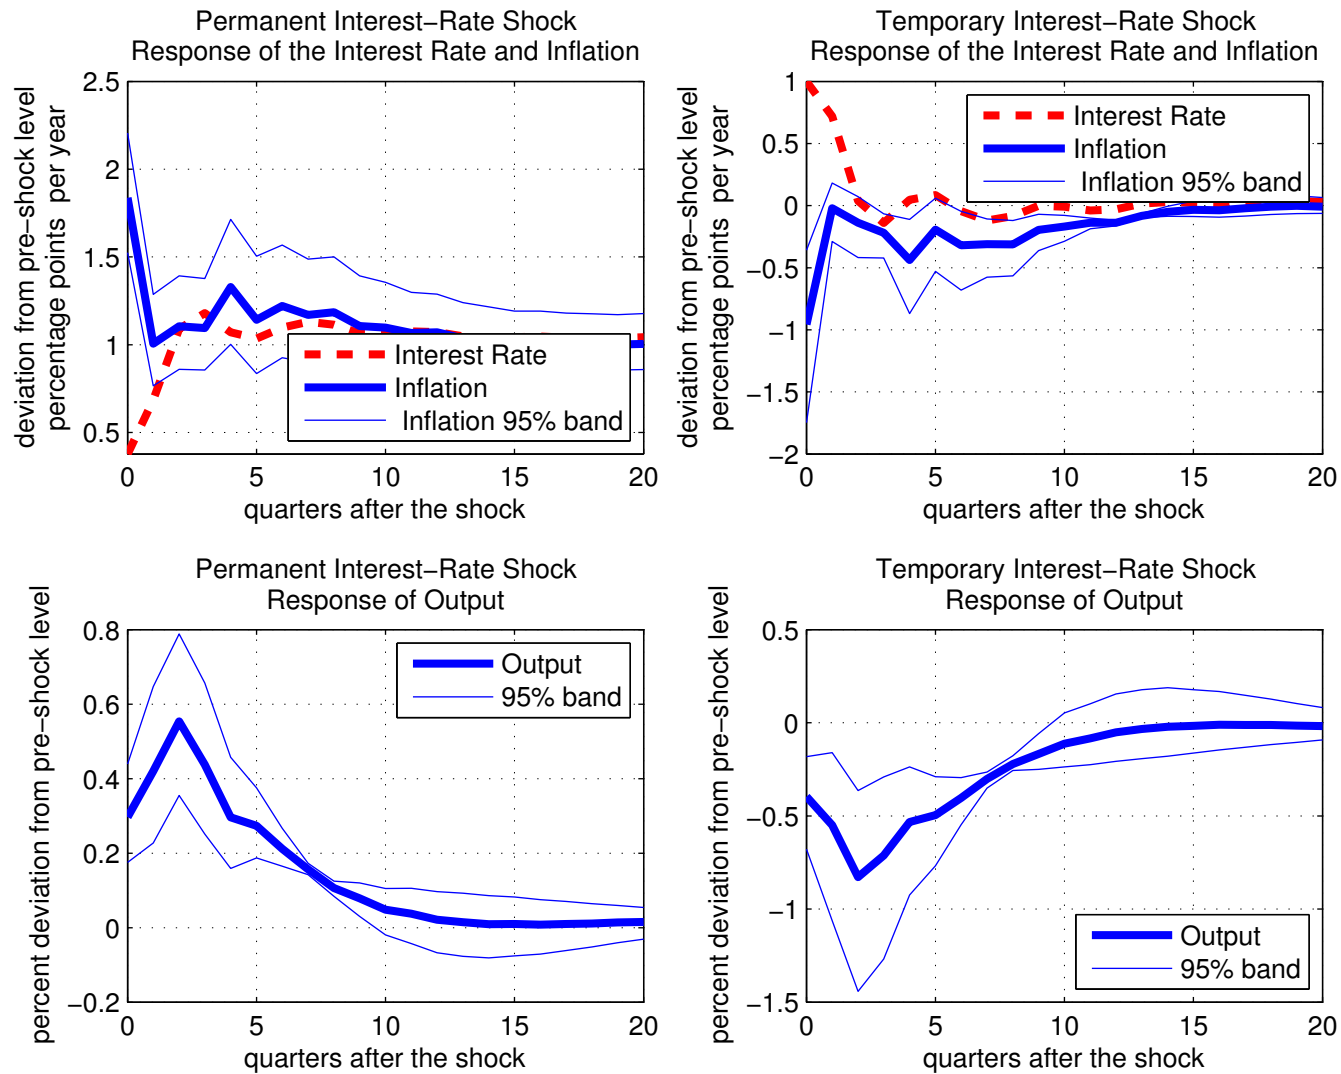 Permanent Interest−Rate Shock
Response of the Interest Rate and Inflation
deviation from pre−shock level
percentage points per year
2.5
2
1.5
1
0.5
0 5 10 15 20
quarters after the shock
Interest Rate
Inflation
Inflation 95% band
Temporary Interest−Rate Shock
Response of the Interest Rate and Inflation
deviation from pre−shock level
percentage points per year
1
0.5
0
−0.5
−1
−1.5
−2
0 5 10 15 20
quarters after the shock
Interest Rate
Inflation
Inflation 95% band
Permanent Interest−Rate Shock
Response of Output
percent deviation from pre−shock level
0.8
0.6
0.4
0.2
0
−0.2
0 5 10 15 20
quarters after the shock
Output
95% band
Temporary Interest−Rate Shock
Response of Output
percent deviation from pre−shock level
0.5
0
−0.5
−1
−1.5
0 5 10 15 20
quarters after the shock
Output
95% band